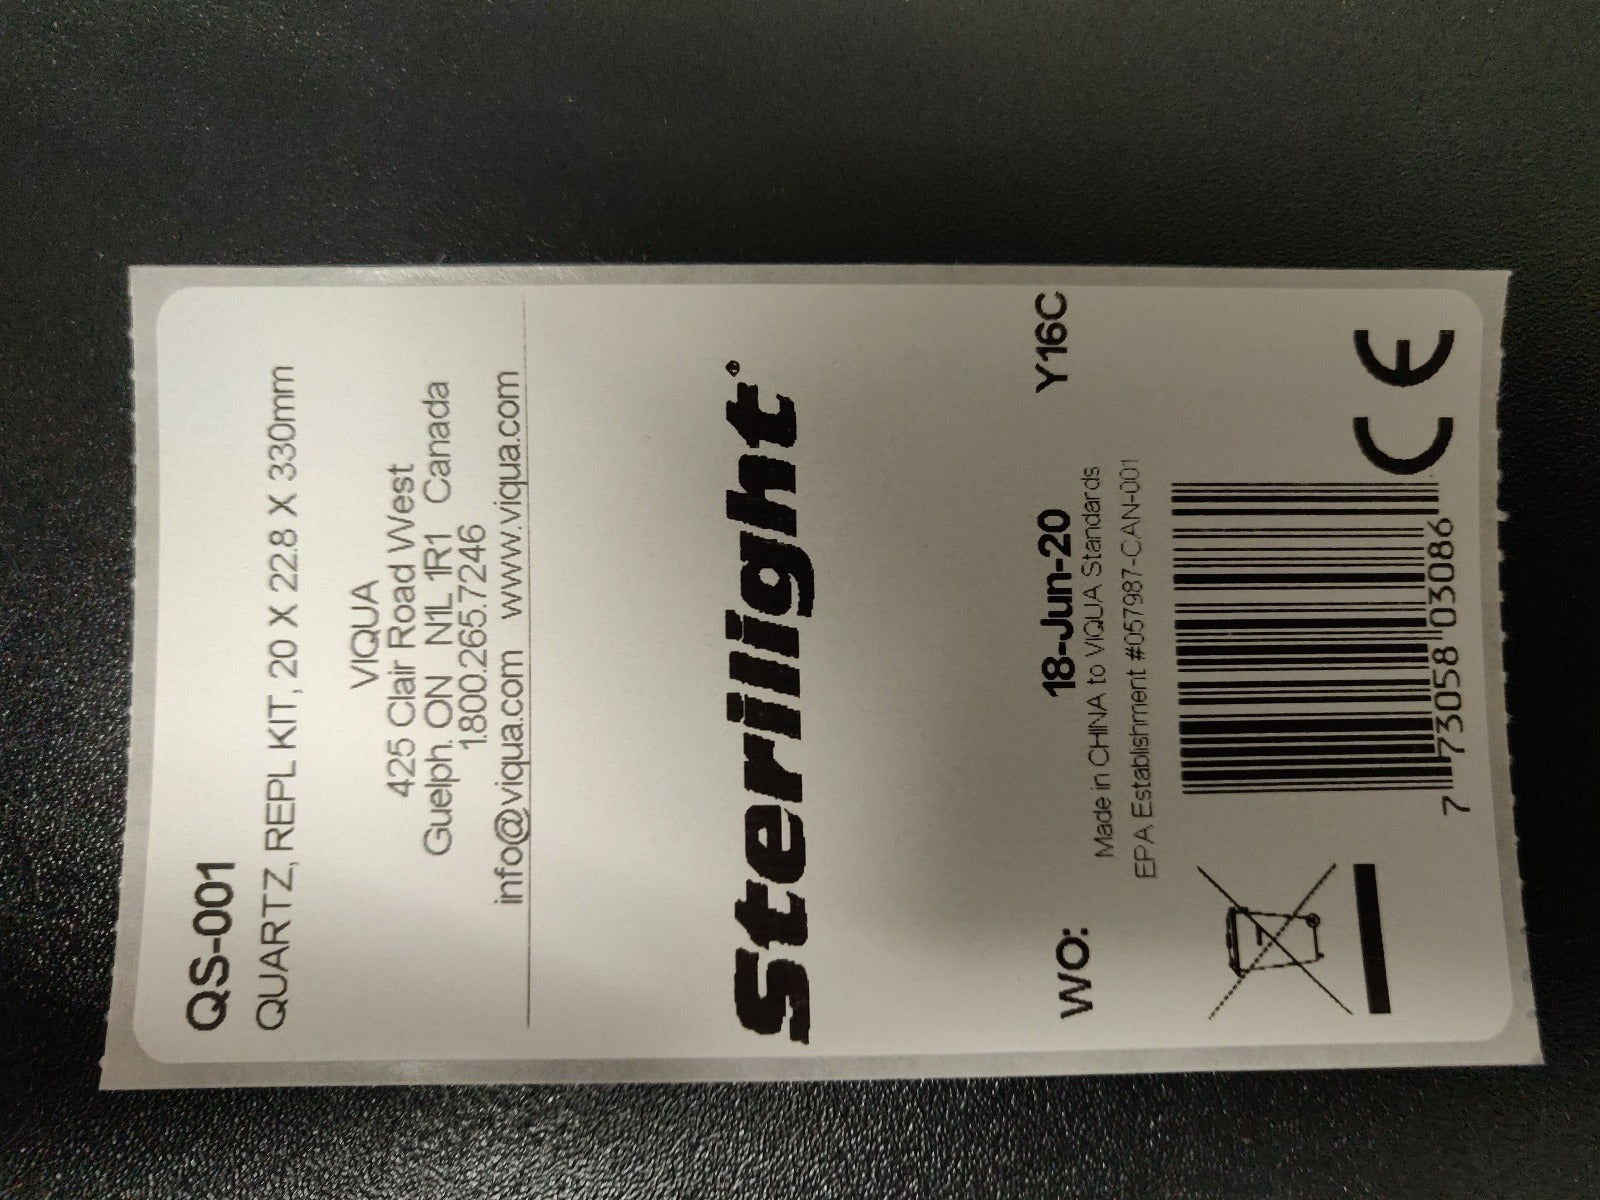 QS-001
QUARTZ, REPL KIT, 20 X 22.8 X 330mm
VIQUA
425 Clair Road West
Guelph, ON N1L 1R1 Canada
1.800.265.7246
info@viqua.com www.viqua.com
Sterilight®
WO: 18-Jun-20 Y16C
Made in CHINA to VIQUA Standards
EPA Establishment #057987-CAN-001
7 73058 03086
CE